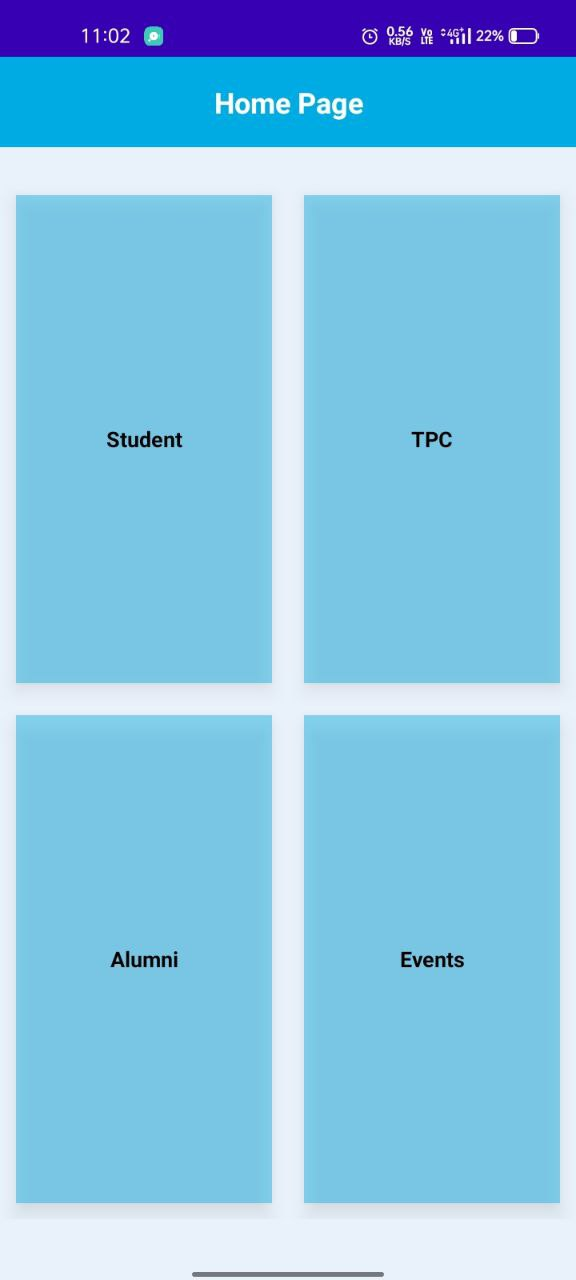 11:02
0.56 KB/S Vo LTE 4G+ 22%
Home Page
Student TPC
Alumni Events